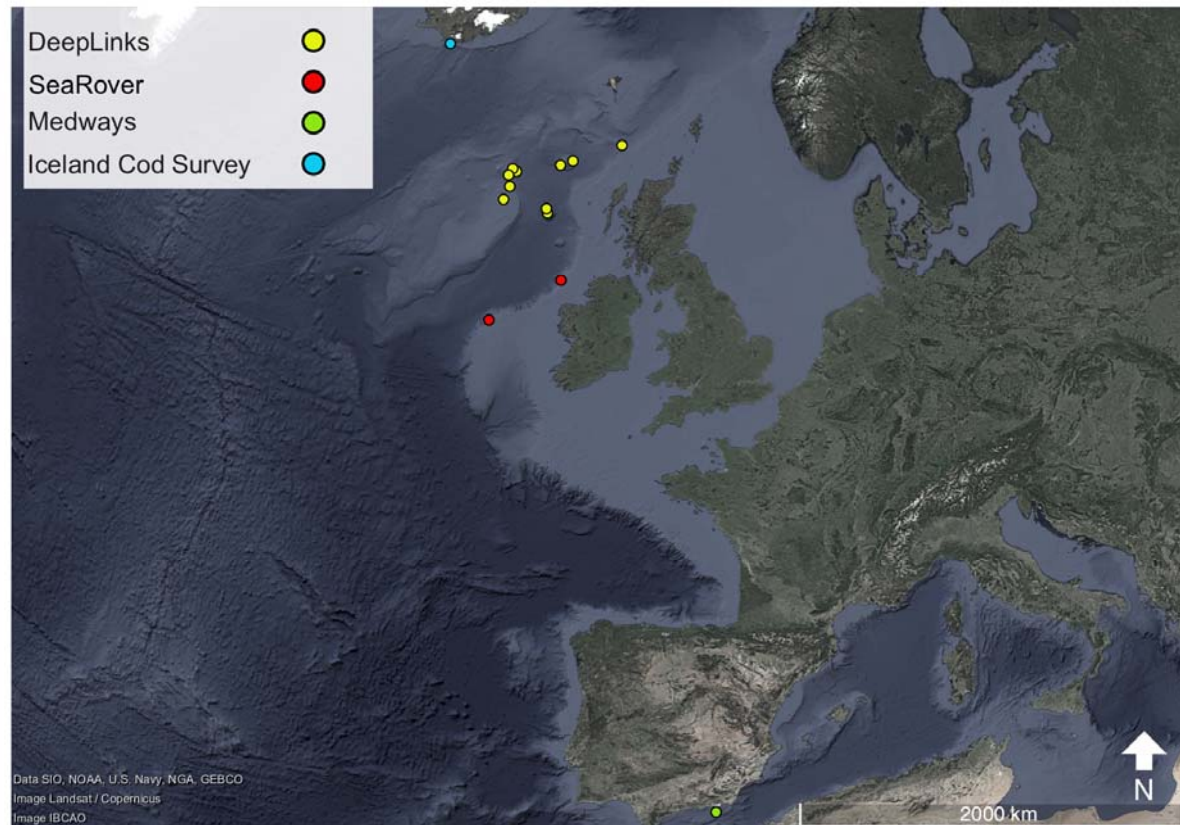 DeepLinks
SeaRover
Medways
Iceland Cod Survey
Data SIO, NOAA, U.S. Navy, NGA, GEBCO
Image Landsat / Copernicus
Image IBCAO
N
2000 km